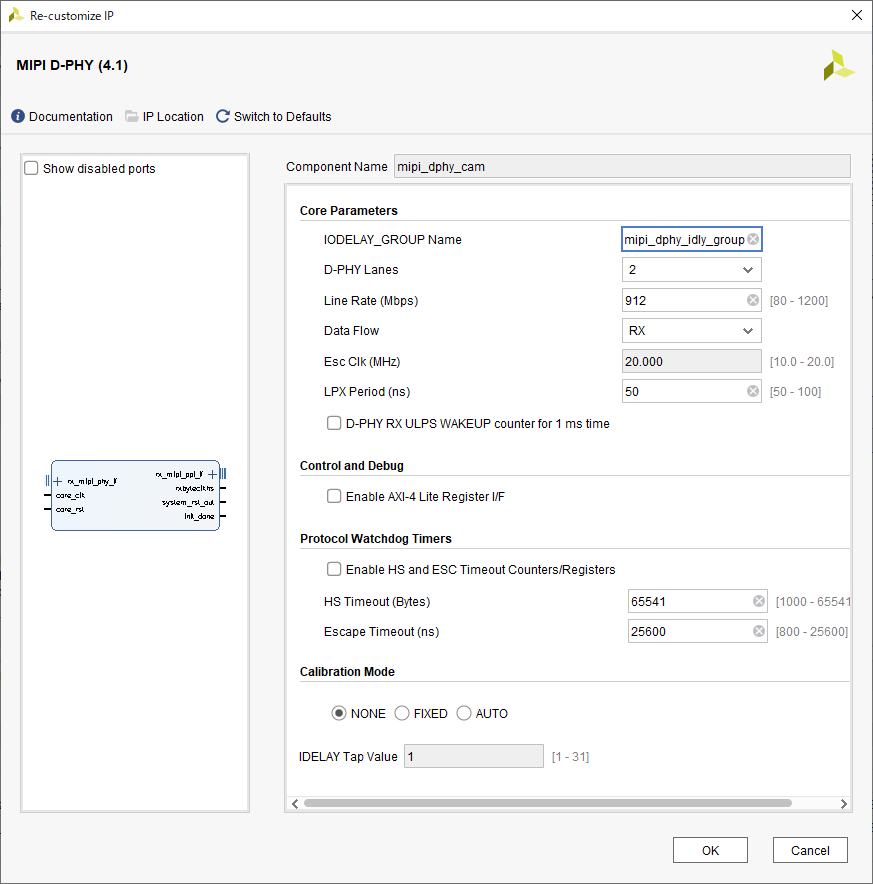 Re-customize IP
MIPI D-PHY (4.1)
Documentation IP Location Switch to Defaults
Show disabled ports
rx_mipi_phy_if
core_clk
core_rst
rx_mipi_ppi_if
rxbyteclkhs
system_rst_out
init_done
Component Name mipi_dphy_cam
Core Parameters
IODELAY_GROUP Name mipi_dphy_idly_group
D-PHY Lanes 2
Line Rate (Mbps) 912 [80 - 1200]
Data Flow RX
Esc Clk (MHz) 20.000 [10.0 - 20.0]
LPX Period (ns) 50 [50 - 100]
D-PHY RX ULPS WAKEUP counter for 1 ms time
Control and Debug
Enable AXI-4 Lite Register I/F
Protocol Watchdog Timers
Enable HS and ESC Timeout Counters/Registers
HS Timeout (Bytes) 65541 [1000 - 65541
Escape Timeout (ns) 25600 [800 - 25600]
Calibration Mode
NONE FIXED AUTO
IDELAY Tap Value 1 [1 - 31]
OK Cancel